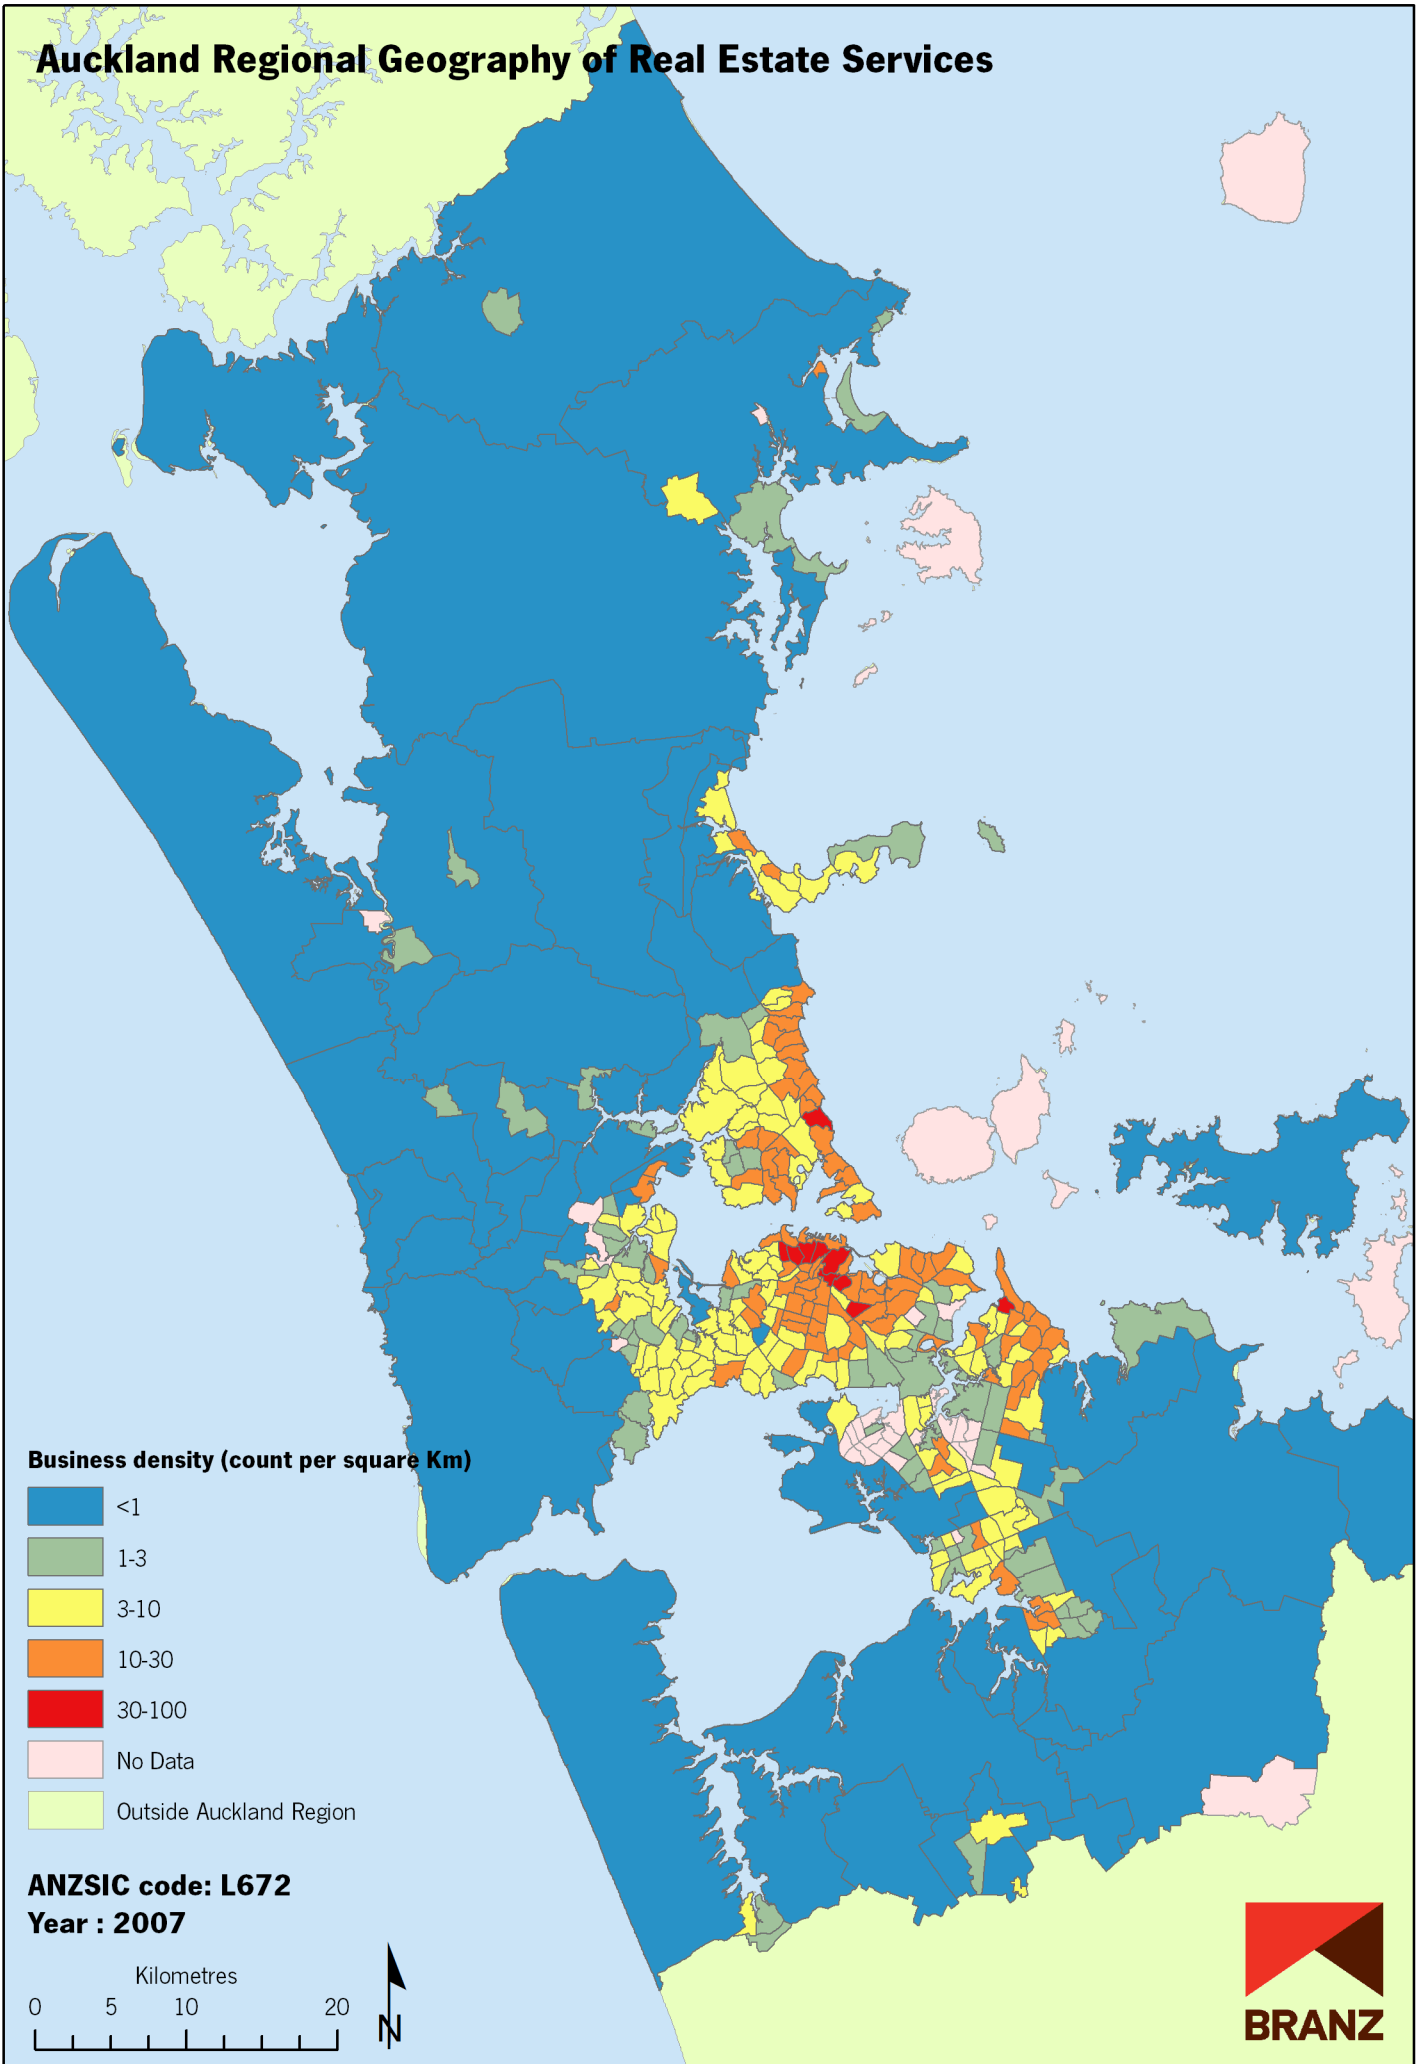 Auckland Regional Geography of Real Estate Services
Business density (count per square Km)
<1
1-3
3-10
10-30
30-100
No Data
Outside Auckland Region
ANZSIC code: L672
Year : 2007
Kilometres
0 5 10 20
N
BRANZ